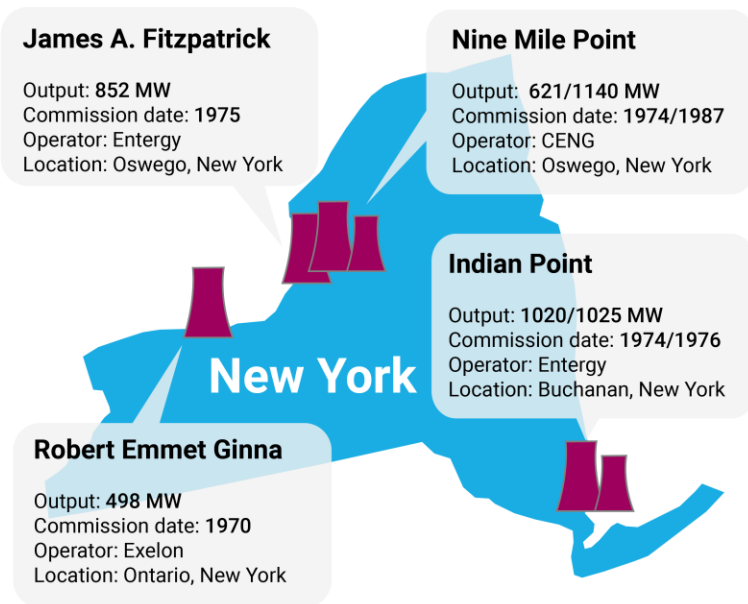 James A. Fitzpatrick
Output: 852 MW
Commission date: 1975
Operator: Entergy
Location: Oswego, New York
Nine Mile Point
Output: 621/1140 MW
Commission date: 1974/1987
Operator: CENG
Location: Oswego, New York
Indian Point
Output: 1020/1025 MW
Commission date: 1974/1976
Operator: Entergy
Location: Buchanan, New York
New York
Robert Emmet Ginna
Output: 498 MW
Commission date: 1970
Operator: Exelon
Location: Ontario, New York